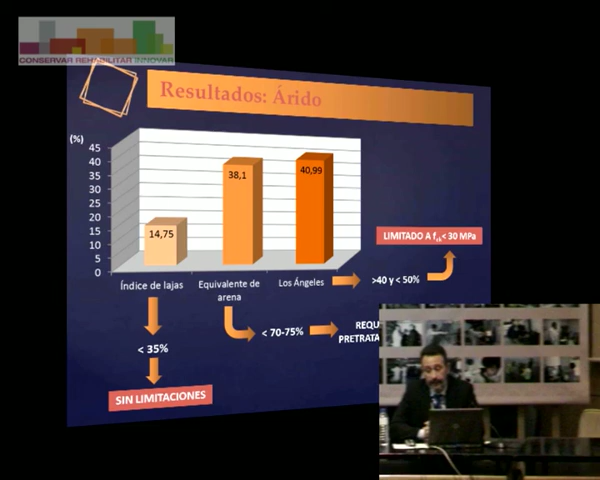 CONSERVAR REHABILITAR INNOVAR
Resultados: Árido
(%)
45
40
35
30
25
20
15
10
5
0
14,75
38,1
40,99
Índice de lajas
Equivalente de
arena
Los Ángeles
>40 y < 50%
LIMITADO A fck< 30 MPa
< 70-75%
< 35%
SIN LIMITACIONES